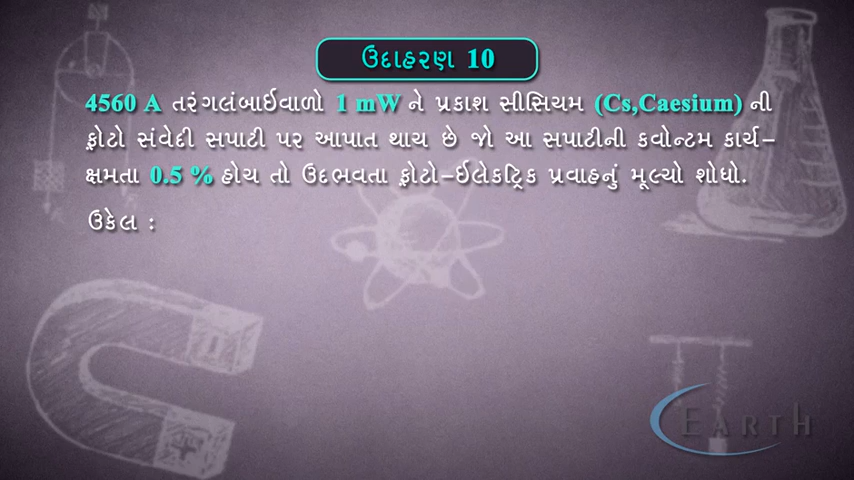 ઉદાહરણ 10
4560 A તરંગલંબાઈવાળો 1 mW ને પ્રકાશ સીસિયમ (Cs,Caesium) ની
ફોટો સંવેદી સપાટી પર આપાત થાય છે જો આ સપાટીની કવોન્ટમ કાર્ય-
ક્ષમતા 0.5 % હોય તો ઉદભવતા ફોટો-ઈલેકટ્રિક પ્રવાહનું મૂલ્યો શોધો.
ઉકેલ :
EARTH